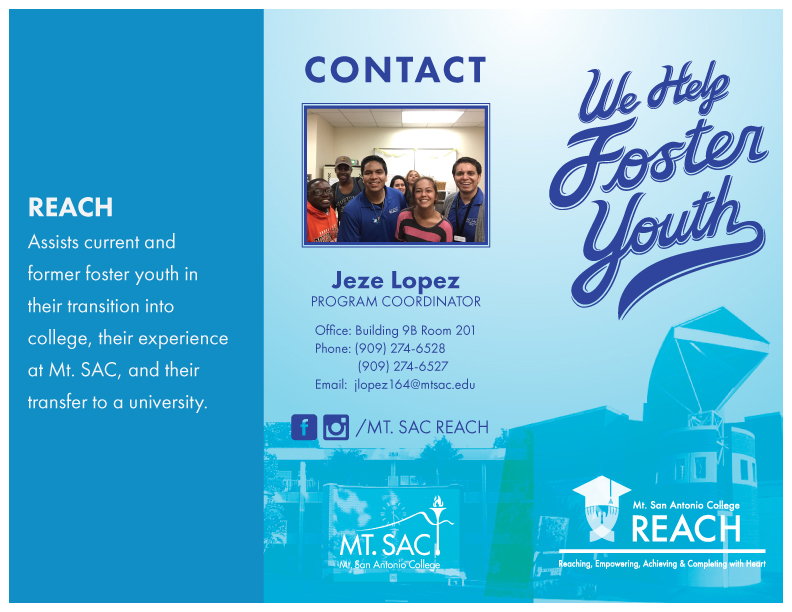 REACH
Assists current and
former foster youth in
their transition into
college, their experience
at Mt. SAC, and their
transfer to a university.
CONTACT
Jeze Lopez
PROGRAM COORDINATOR
Office: Building 9B Room 201
Phone: (909) 274-6528
(909) 274-6527
Email: jlopez164@mtsac.edu
f /MT. SAC REACH
MT. SAC
Mt. San Antonio College
We Help
Foster
Youth
Mt. San Antonio College
REACH
Reaching, Empowering, Achieving & Completing with Heart